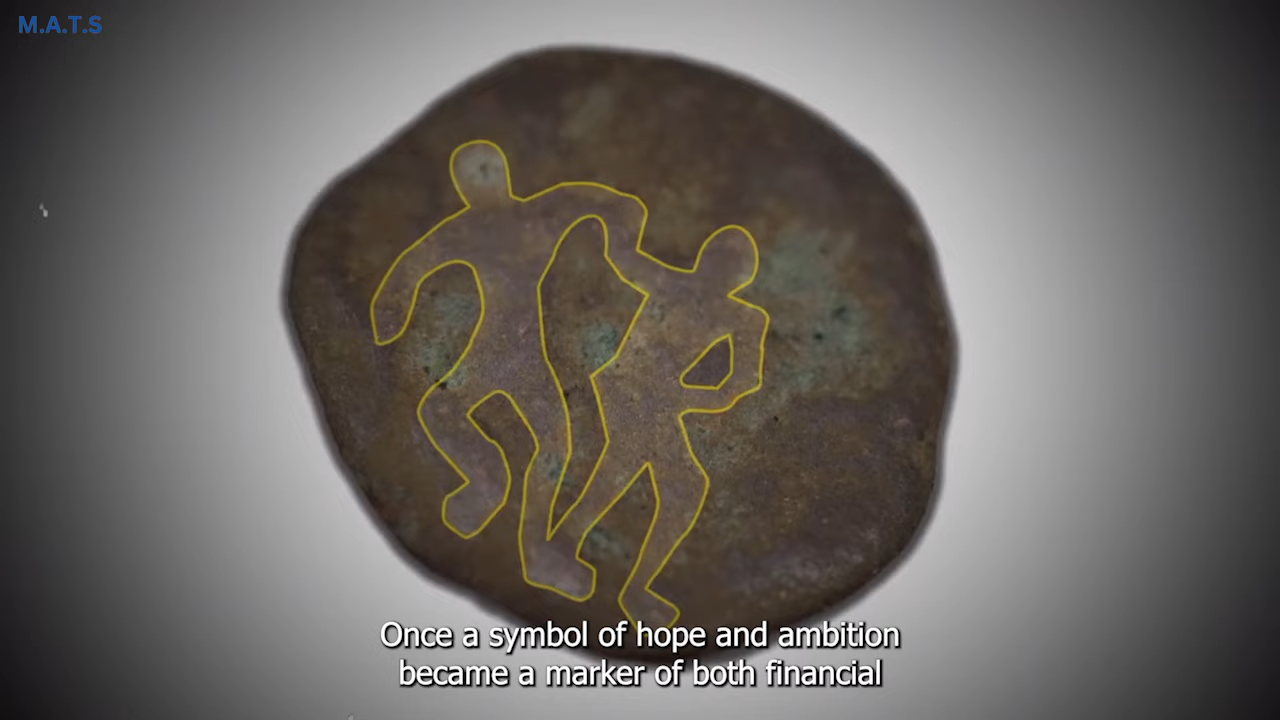 M.A.T.S
Once a symbol of hope and ambition
became a marker of both financial